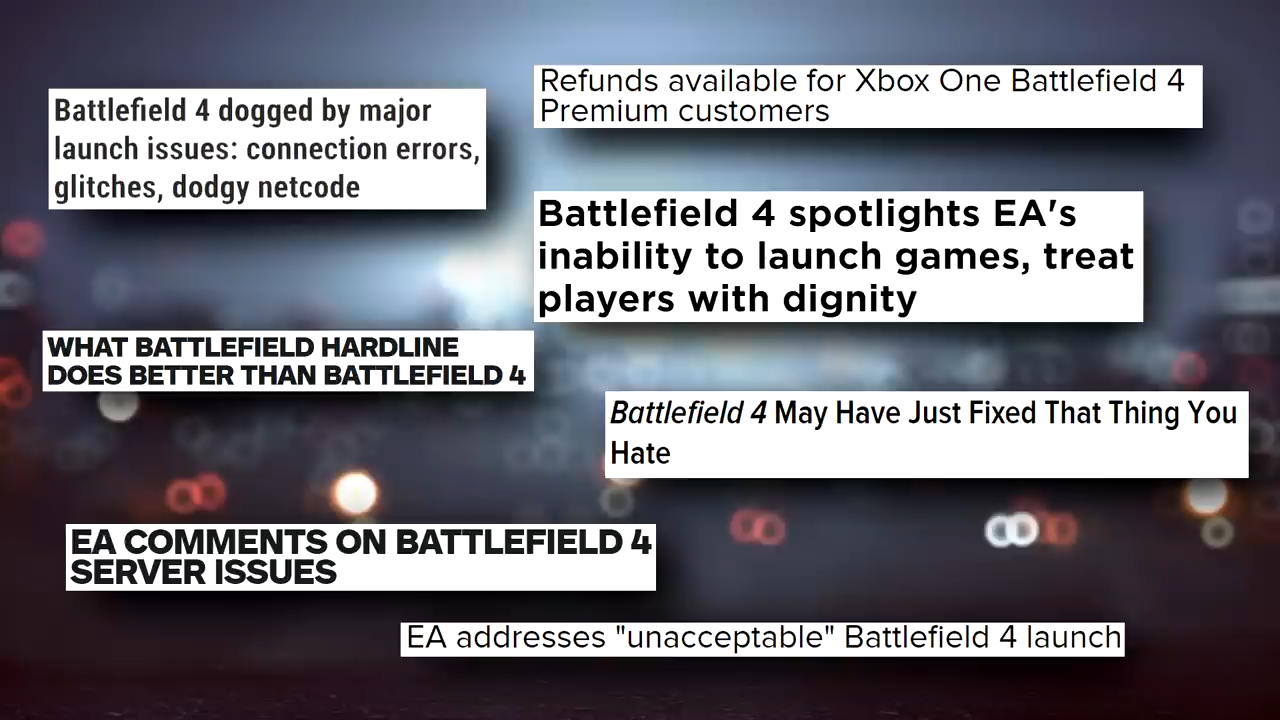 Battlefield 4 dogged by major
launch issues: connection errors,
glitches, dodgy netcode
Refunds available for Xbox One Battlefield 4
Premium customers
Battlefield 4 spotlights EA's
inability to launch games, treat
players with dignity
WHAT BATTLEFIELD HARDLINE
DOES BETTER THAN BATTLEFIELD 4
Battlefield 4 May Have Just Fixed That Thing You
Hate
EA COMMENTS ON BATTLEFIELD 4
SERVER ISSUES
EA addresses "unacceptable" Battlefield 4 launch